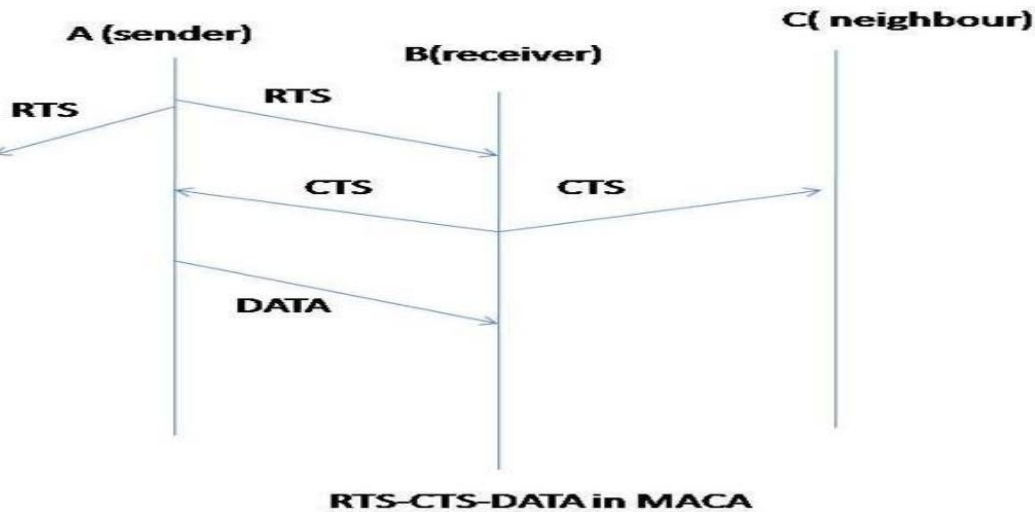 C( neighbour)
A (sender)
B(receiver)
RTS
RTS
CTS
CTS
DATA
RTS-CTS-DATA in MACA